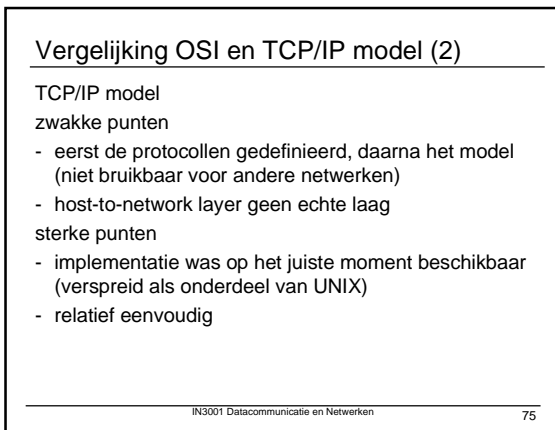 Vergelijking OSI en TCP/IP model (2)
TCP/IP model
zwakke punten
- eerst de protocollen gedefinieerd, daarna het model
(niet bruikbaar voor andere netwerken)
- host-to-network layer geen echte laag
sterke punten
- implementatie was op het juiste moment beschikbaar
(verspreid als onderdeel van UNIX)
- relatief eenvoudig
IN3001 Datacommunicatie en Netwerken
75